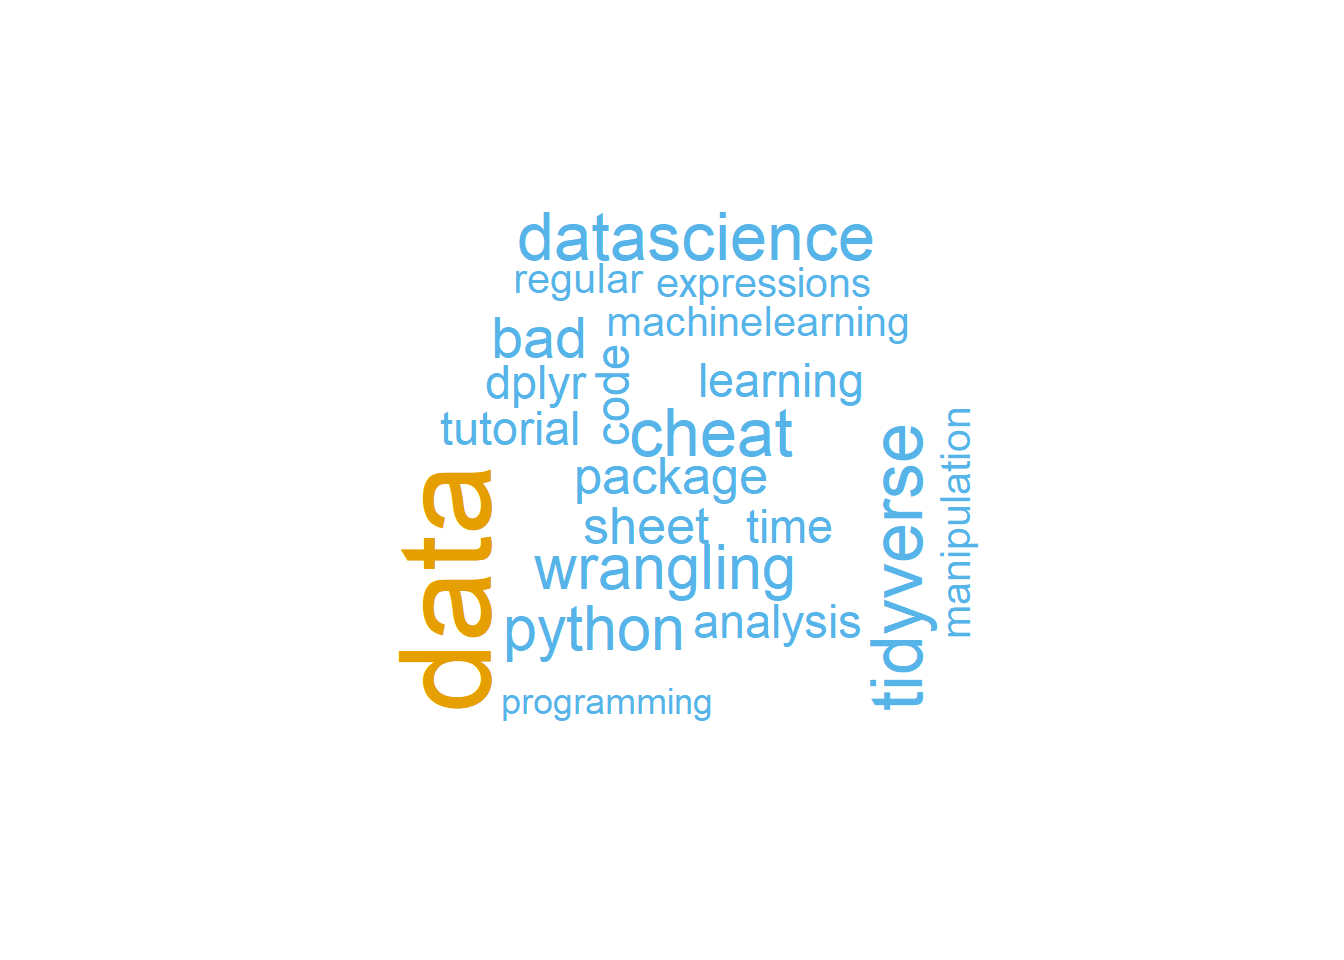 datascience
regular expressions
machinelearning
bad
code
dplyr
learning
tutorial
cheat
tidyverse
manipulation
package
data
sheet time
wrangling
python analysis
programming